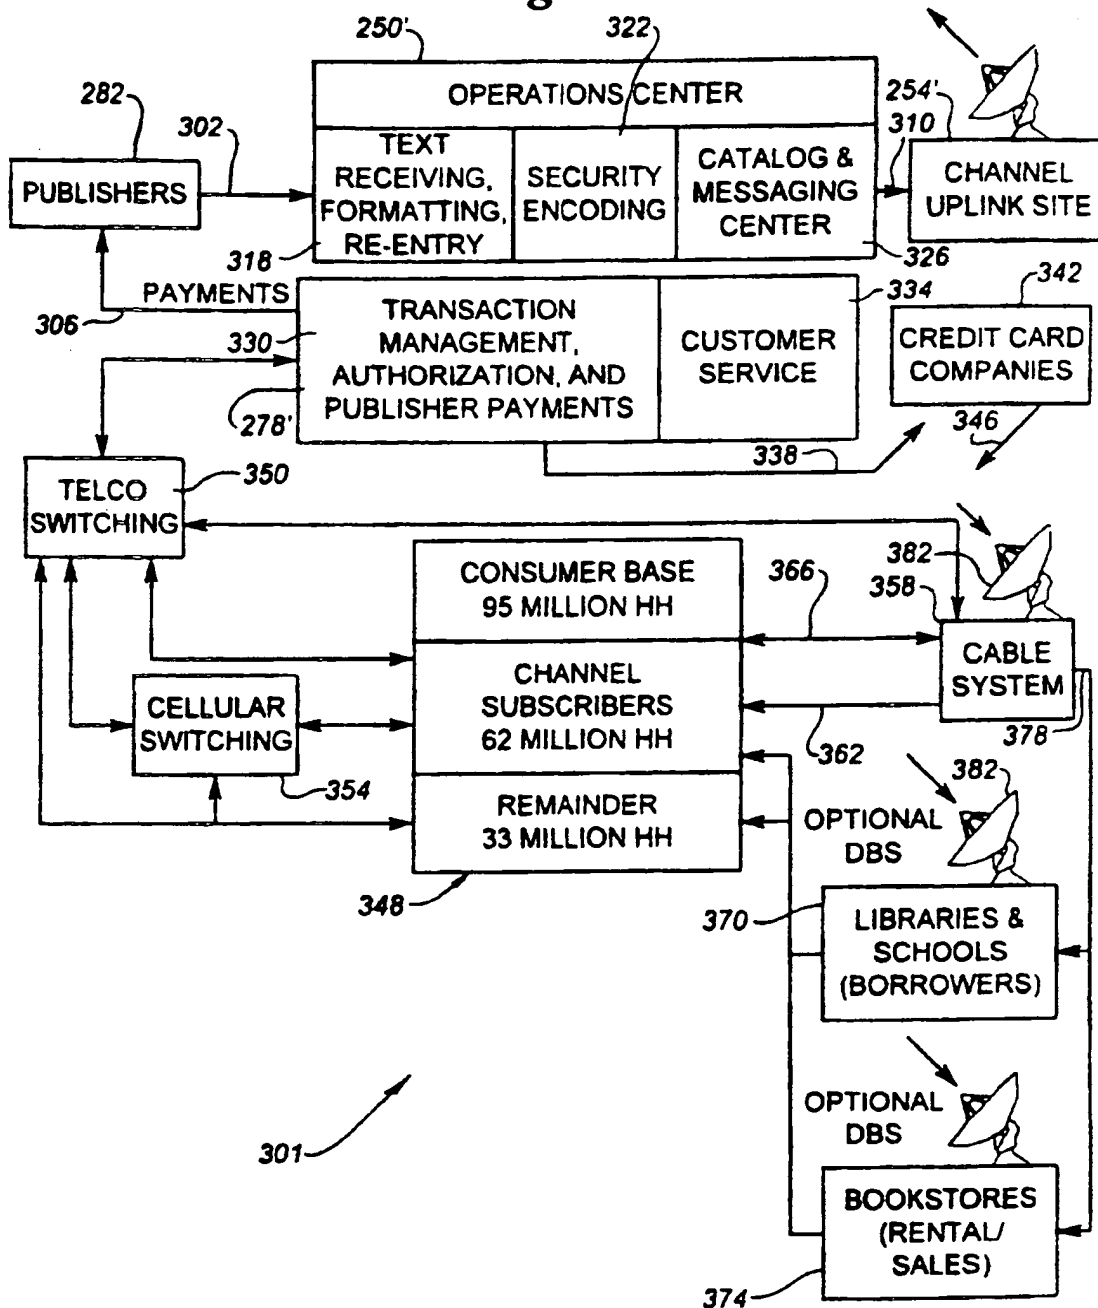 g
250'
322
282
302
OPERATIONS CENTER
254'
310
PUBLISHERS
TEXT
RECEIVING,
FORMATTING,
RE-ENTRY
SECURITY
ENCODING
CATALOG &
MESSAGING
CENTER
CHANNEL
UPLINK SITE
318
326
PAYMENTS
306
330
278'
TRANSACTION
MANAGEMENT,
AUTHORIZATION, AND
PUBLISHER PAYMENTS
334
CUSTOMER
SERVICE
342
CREDIT CARD
COMPANIES
346
338
TELCO
SWITCHING
350
CONSUMER BASE
95 MILLION HH
366
382
358
CHANNEL
SUBSCRIBERS
62 MILLION HH
CABLE
SYSTEM
378
362
CELLULAR
SWITCHING
354
REMAINDER
33 MILLION HH
348
382
OPTIONAL
DBS
370
LIBRARIES &
SCHOOLS
(BORROWERS)
301
OPTIONAL
DBS
BOOKSTORES
(RENTAL/
SALES)
374